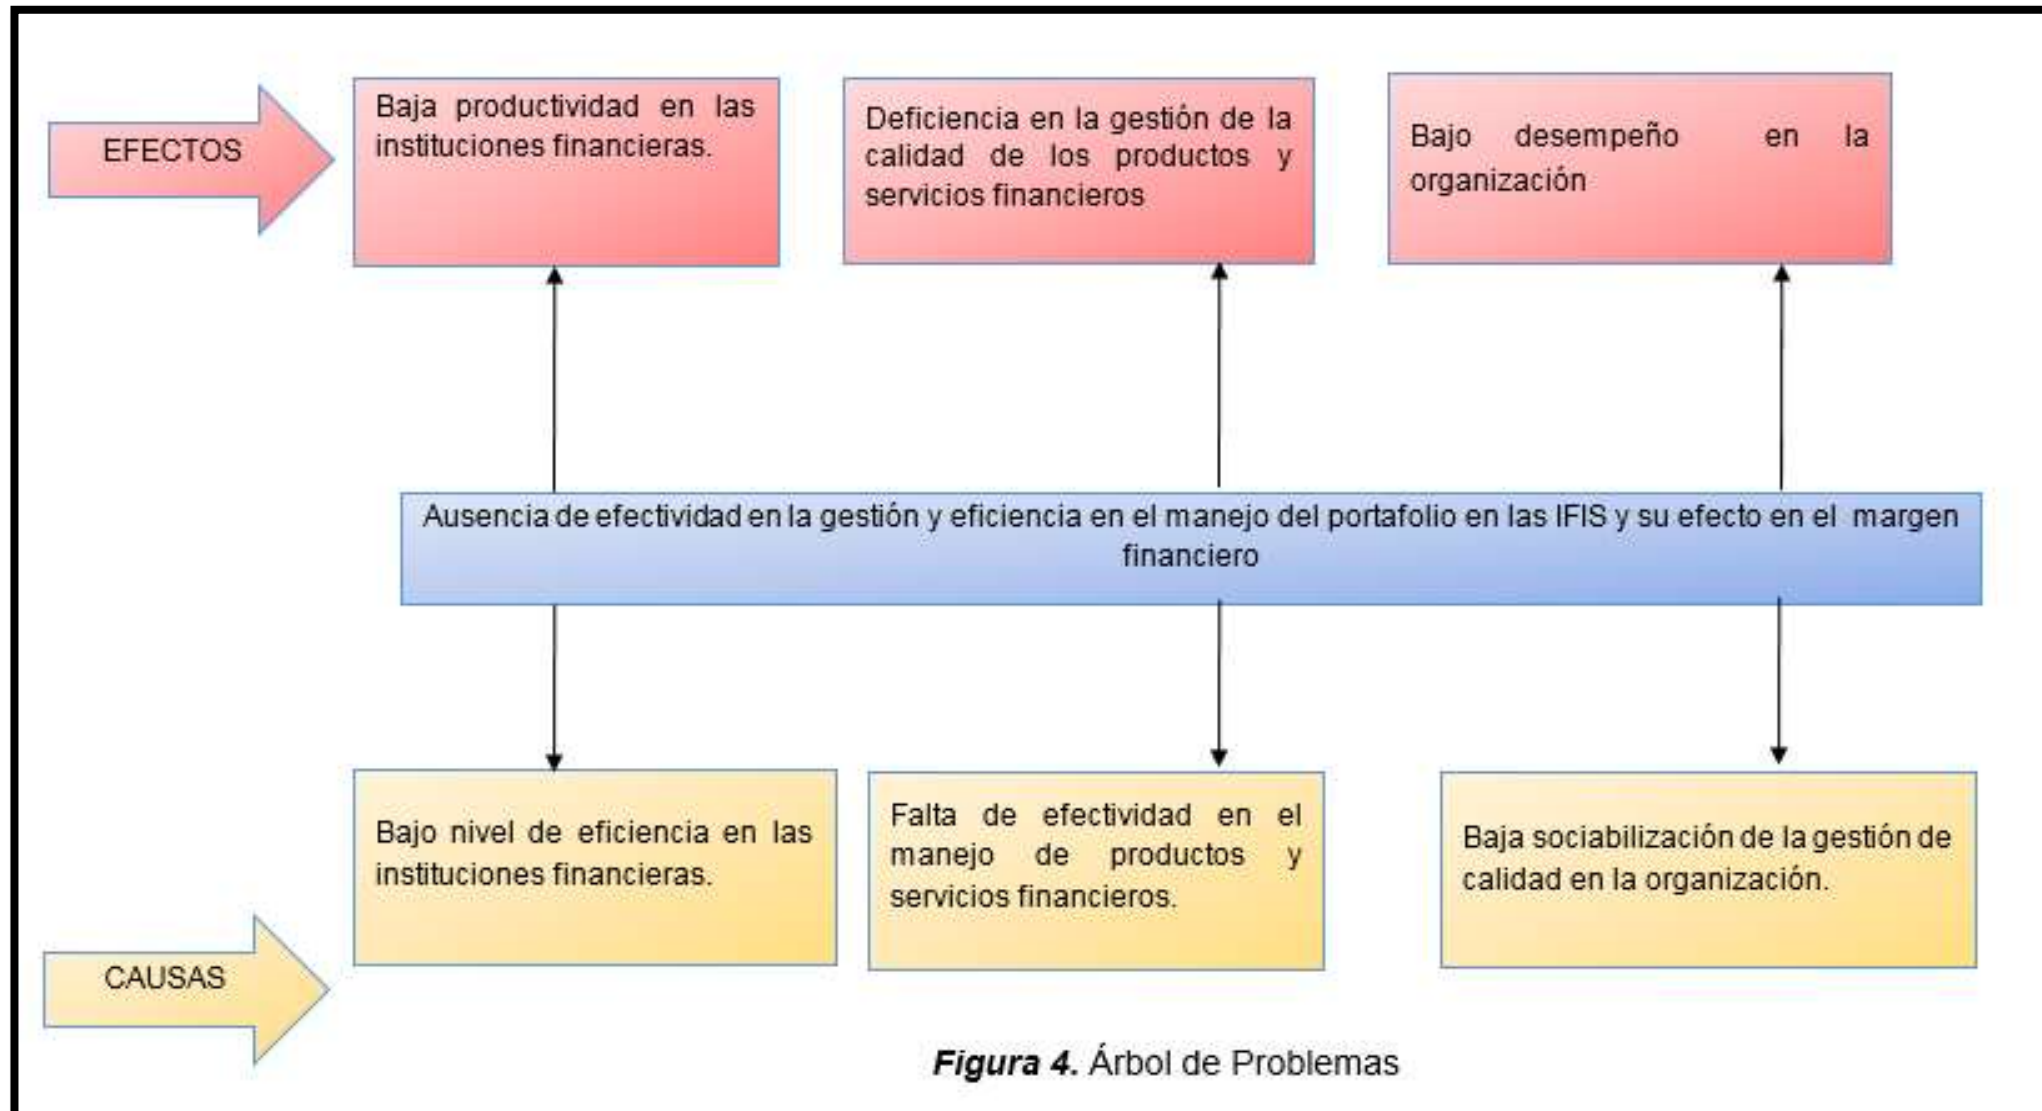 EFECTOS
Baja productividad en las
instituciones financieras.
Deficiencia en la gestión de la
calidad de los productos y
servicios financieros
Bajo desempeño en la
organización
Ausencia de efectividad en la gestión y eficiencia en el manejo del portafolio en las IFIS y su efecto en el margen
financiero
Bajo nivel de eficiencia en las
instituciones financieras.
Falta de efectividad en el
manejo de productos y
servicios financieros.
Baja sociabilización de la gestión de
calidad en la organización.
CAUSAS
Figura 4. Árbol de Problemas